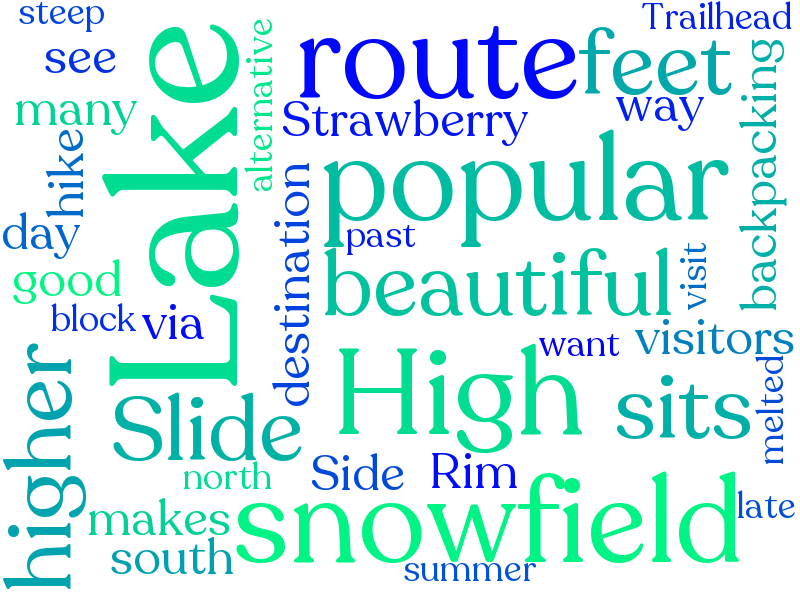 steep
Trailhead
see
Lake
alternative
route
feet
many
Strawberry
way
backpacking
hike
popular
day
destination
past
good
beautiful
visit
block
via
want
visitors
higher
High
melted
Slide
sits
north
Side
Rim
snowfield
makes
late
south
summer